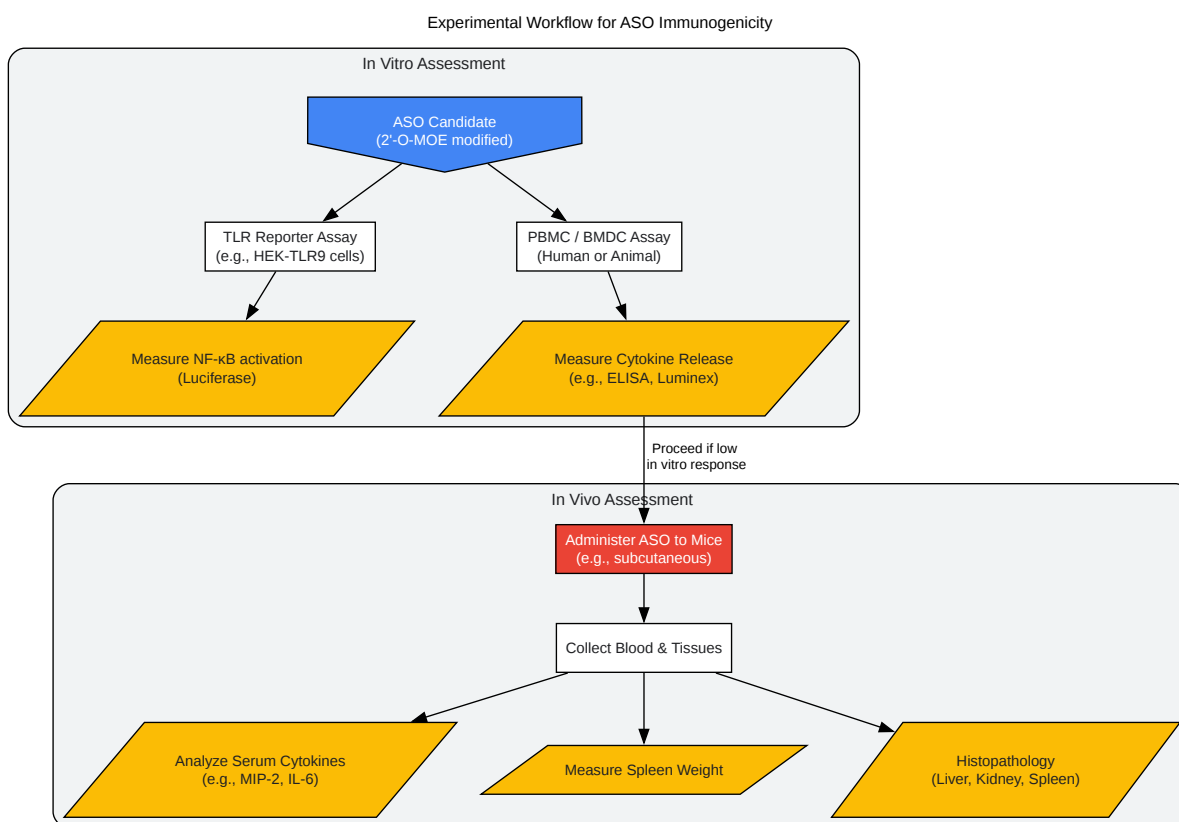 Experimental Workflow for ASO Immunogenicity
In Vitro Assessment
ASO Candidate
(2'-O-MOE modified)
TLR Reporter Assay
(e.g., HEK-TLR9 cells)
PBMC / BMDC Assay
(Human or Animal)
Measure NF-κB activation
(Luciferase)
Measure Cytokine Release
(e.g., ELISA, Luminex)
Proceed if low
in vitro response
In Vivo Assessment
Administer ASO to Mice
(e.g., subcutaneous)
Collect Blood & Tissues
Analyze Serum Cytokines
(e.g., MIP-2, IL-6)
Measure Spleen Weight
Histopathology
(Liver, Kidney, Spleen)